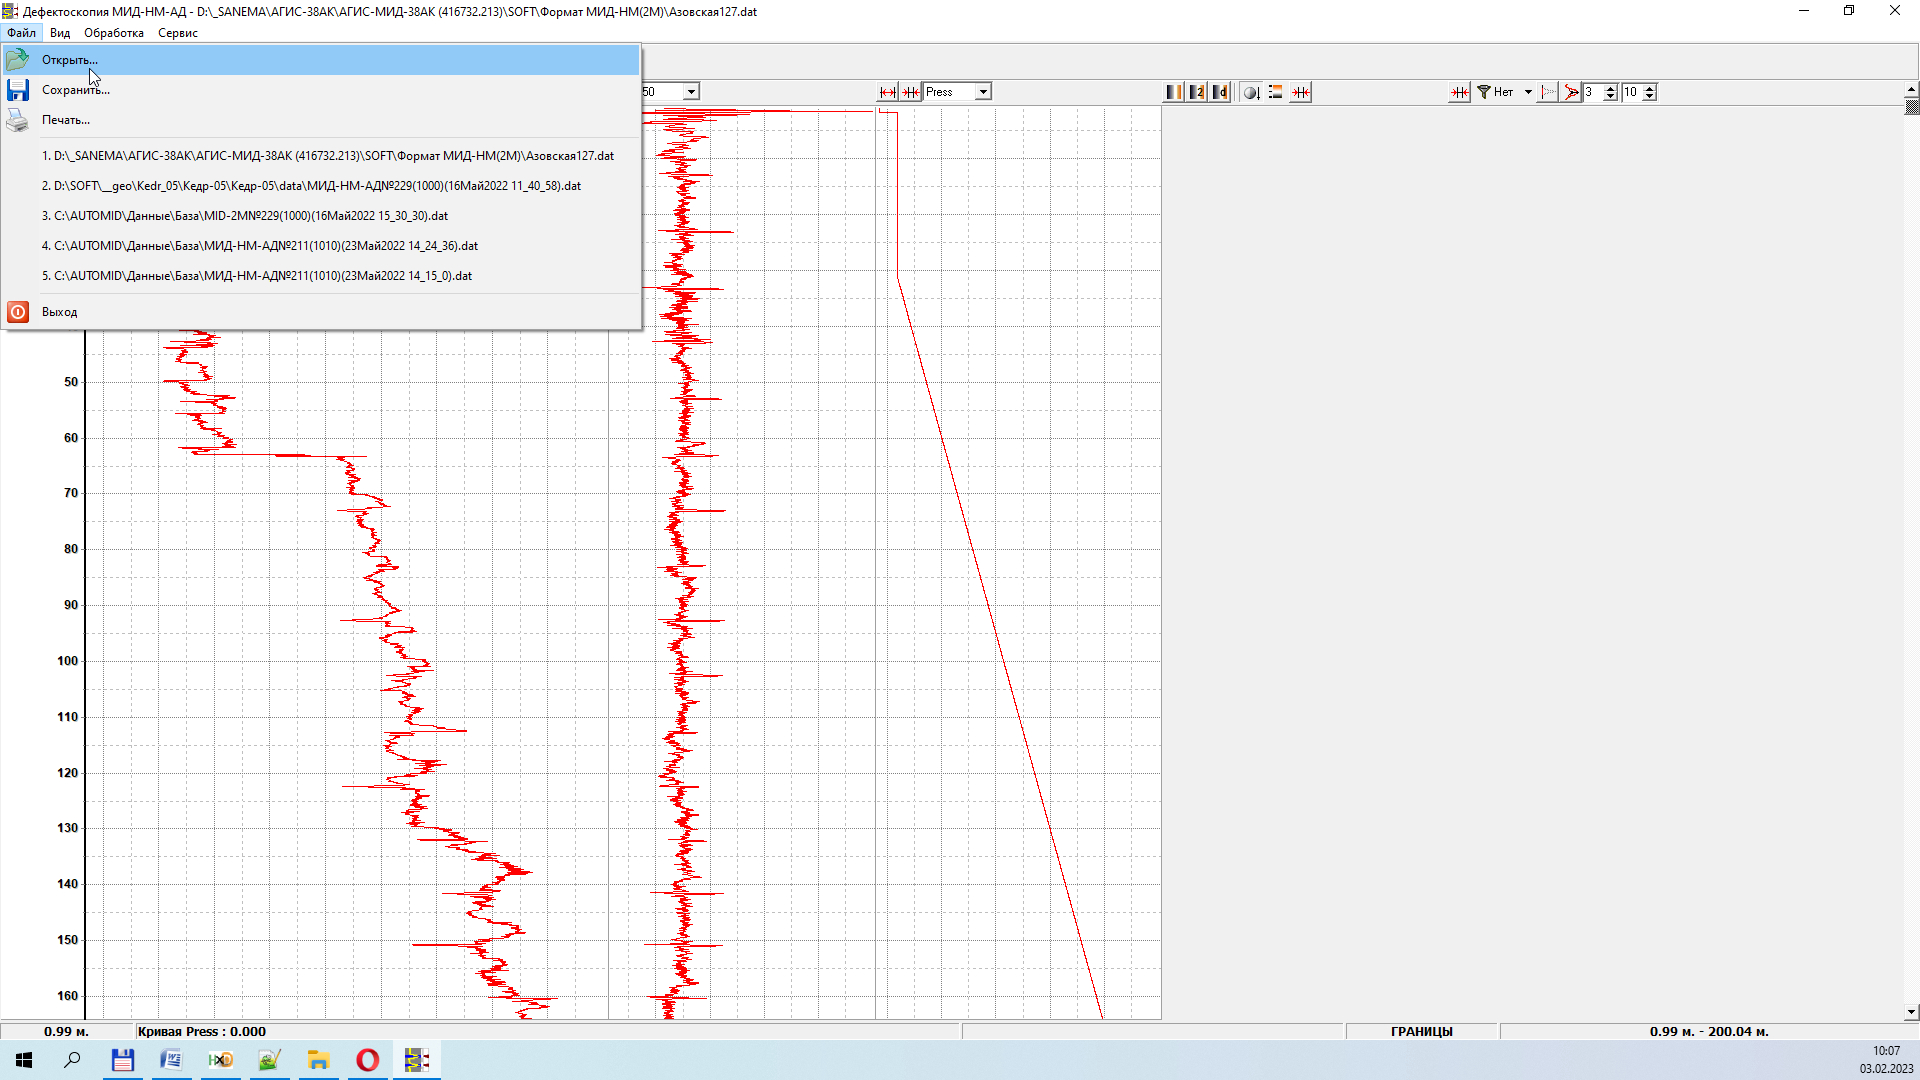 Дефектоскопия МИД-НМ-АД - D:\_SANEMA\АГИС-38АК\АГИС-МИД-38АК (416732.213)\SOFT\Формат МИД-НМ(2М)\Азовская127.dat
Файл Вид Обработка Сервис
Открыть...
Сохранить...
Печать...
1. D:\_SANEMA\АГИС-38АК\АГИС-МИД-38АК (416732.213)\SOFT\Формат МИД-НМ(2М)\Азовская127.dat
2. D:\SOFT\__geo\Kedr_05\Кедр-05\Кедр-05\data\МИД-НМ-АД№229(1000)(16Май2022 11_40_58).dat
3. C:\AUTOMID\Данные\База\MID-2M№229(1000)(16Май2022 15_30_30).dat
4. C:\AUTOMID\Данные\База\МИД-НМ-АД№211(1010)(23Май2022 14_24_36).dat
5. C:\AUTOMID\Данные\База\МИД-НМ-АД№211(1010)(23Май2022 14_15_0).dat
Выход
50 Press 2 d Нет 3 10
50
60
70
80
90
100
110
120
130
140
150
160
0.99 м. Кривая Press : 0.000 ГРАНИЦЫ 0.99 м. - 200.04 м.
10:07
03.02.2023